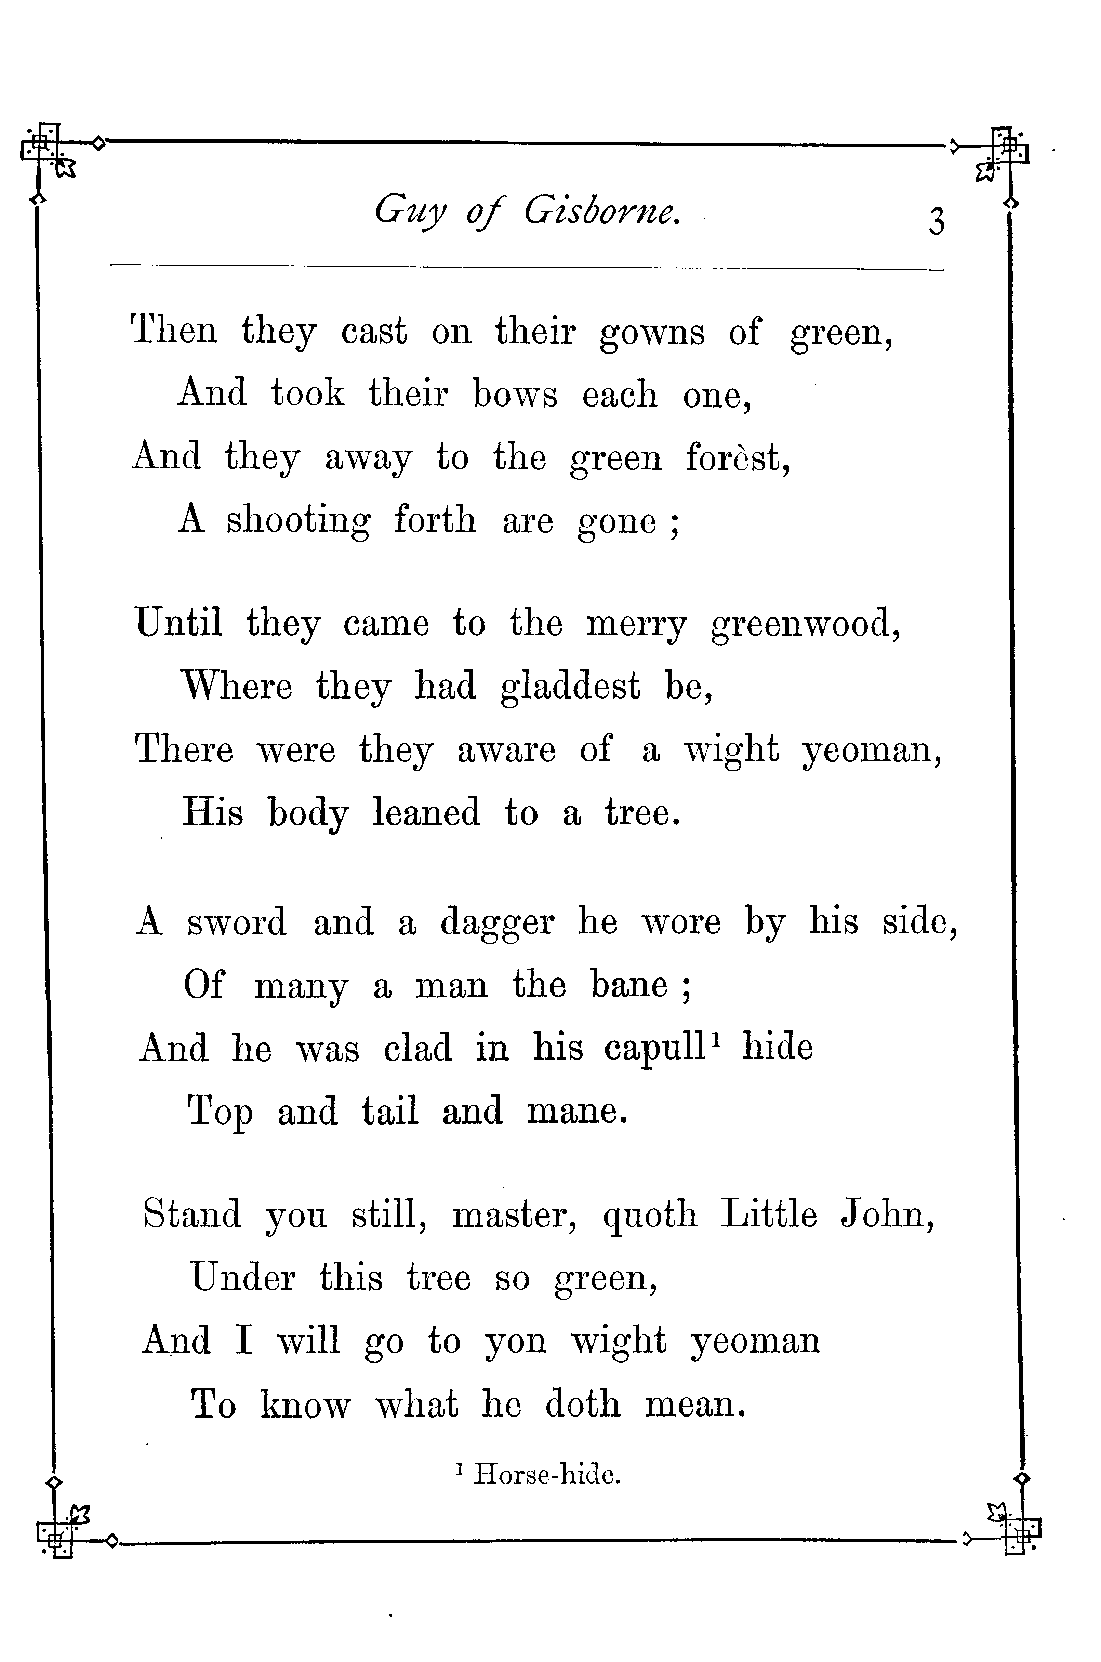 Guy of Gisborne. 3
Then they cast on their gowns of green,
And took their bows each one,
And they away to the green forèst,
A shooting forth are gone ;
Until they came to the merry greenwood,
Where they had gladdest be,
There were they aware of a wight yeoman,
His body leaned to a tree.
A sword and a dagger he wore by his side,
Of many a man the bane ;
And he was clad in his capull¹ hide
Top and tail and mane.
Stand you still, master, quoth Little John,
Under this tree so green,
And I will go to yon wight yeoman
To know what he doth mean.
¹ Horse-hide.